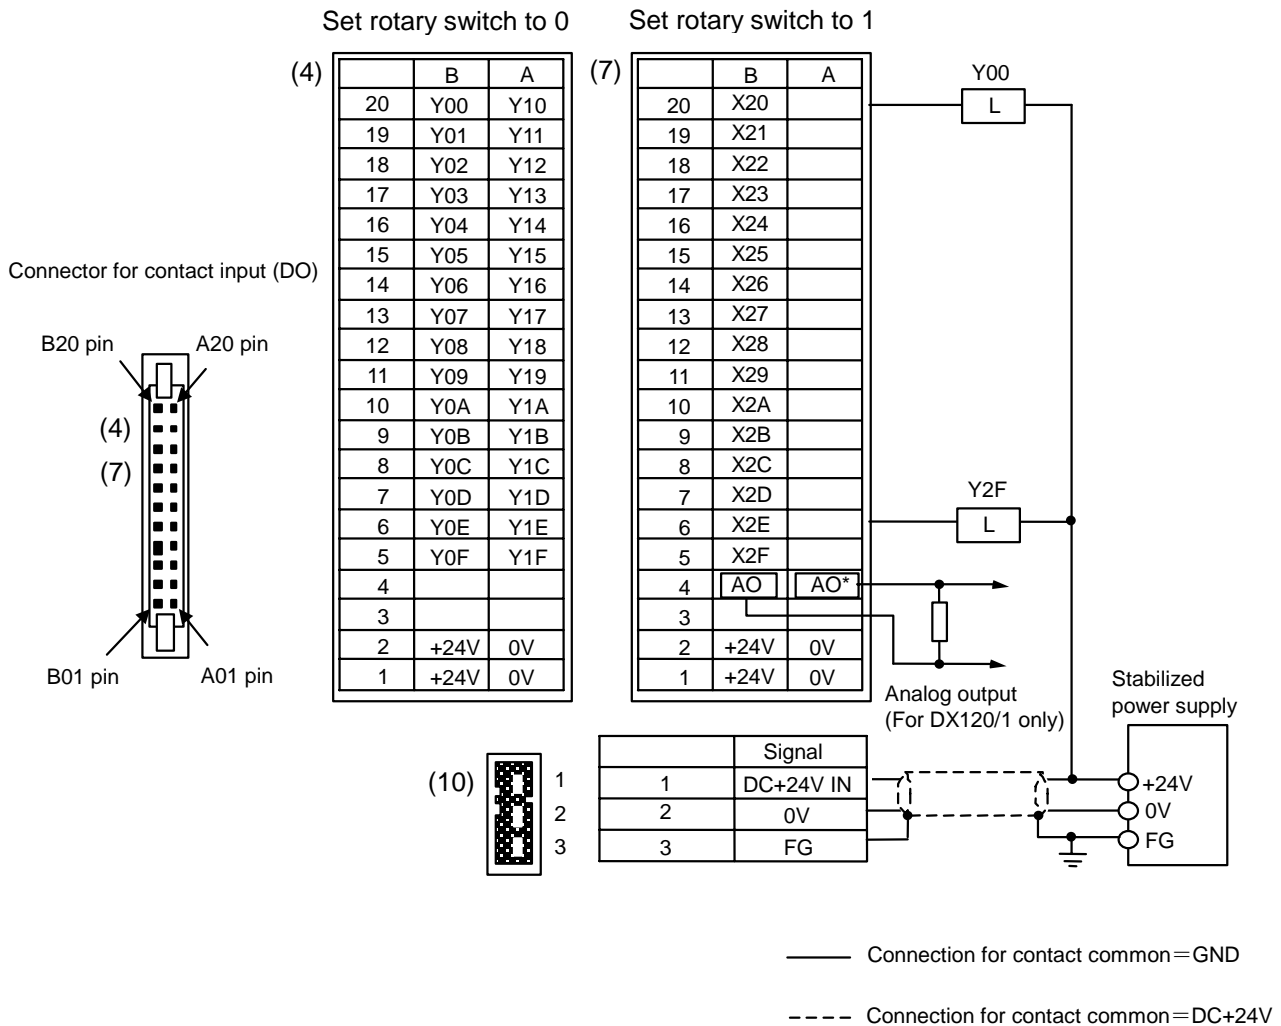 Set rotary switch to 0
Set rotary switch to 1
(4)
B A
20 Y00 Y10
19 Y01 Y11
18 Y02 Y12
17 Y03 Y13
16 Y04 Y14
15 Y05 Y15
14 Y06 Y16
13 Y07 Y17
12 Y08 Y18
11 Y09 Y19
10 Y0A Y1A
9 Y0B Y1B
8 Y0C Y1C
7 Y0D Y1D
6 Y0E Y1E
5 Y0F Y1F
4
3
2 +24V 0V
1 +24V 0V
(7)
B A
20 X20
19 X21
18 X22
17 X23
16 X24
15 X25
14 X26
13 X27
12 X28
11 X29
10 X2A
9 X2B
8 X2C
7 X2D
6 X2E
5 X2F
4 AO AO*
3
2 +24V 0V
1 +24V 0V
Y00
L
Y2F
L
Connector for contact input (DO)
B20 pin
A20 pin
(4)
(7)
B01 pin
A01 pin
Analog output
(For DX120/1 only)
Stabilized
power supply
+24V
0V
FG
(10)
1
2
3
Signal
1 DC+24V IN
2 0V
3 FG
Connection for contact common=GND
Connection for contact common=DC+24V